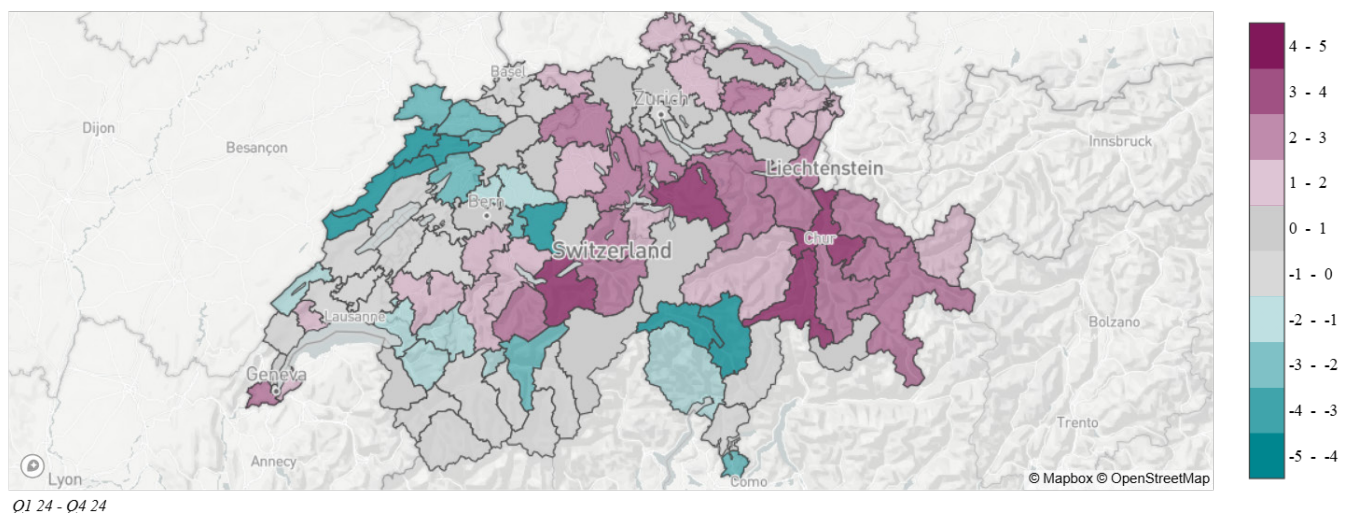 Basel
Zürich
Dijon
Besançon
Innsbruck
Liechtenstein
Bern
Switzerland
Chur
Lausanne
Bolzano
Geneva
Trento
Annecy
Lyon
Como
© Mapbox © OpenStreetMap
4 - 5
3 - 4
2 - 3
1 - 2
0 - 1
-1 - 0
-2 - -1
-3 - -2
-4 - -3
-5 - -4
Q1 24 - Q4 24